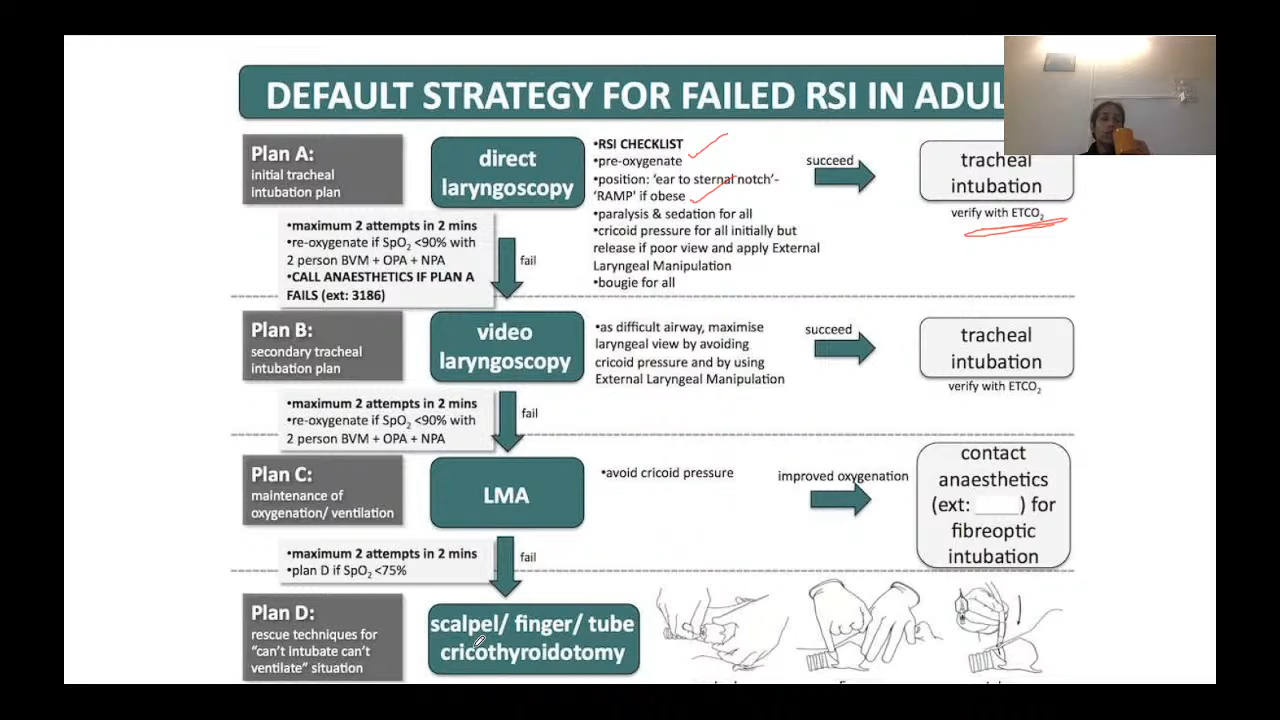 DEFAULT STRATEGY FOR FAILED RSI IN
Plan A:
initial tracheal
intubation plan
direct
laryngoscopy
•RSI CHECKLIST
•pre-oxygenate
•position: 'ear to sternal notch'-
'RAMP' if obese
•paralysis & sedation for all
•cricoid pressure for all initially but
release if poor view and apply External
Laryngeal Manipulation
•bougie for all
succeed
tracheal
intubation
verify with ETCO₂
•maximum 2 attempts in 2 mins
•re-oxygenate if SpO₂ <90% with
2 person BVM + OPA + NPA
•CALL ANAESTHETICS IF PLAN A
FAILS (ext: 3186)
fail
Plan B:
secondary tracheal
intubation plan
video
laryngoscopy
•as difficult airway, maximise
laryngeal view by avoiding
cricoid pressure and by using
External Laryngeal Manipulation
succeed
tracheal
intubation
verify with ETCO₂
•maximum 2 attempts in 2 mins
•re-oxygenate if SpO₂ <90% with
2 person BVM + OPA + NPA
fail
Plan C:
maintenance of
oxygenation/ ventilation
LMA
•avoid cricoid pressure
improved oxygenation
contact
anaesthetics
(ext: ) for
fibreoptic
intubation
•maximum 2 attempts in 2 mins
•plan D if SpO₂ <75%
fail
Plan D:
rescue techniques for
"can't intubate can't
ventilate" situation
scalpel/ finger/ tube
cricothyroidotomy